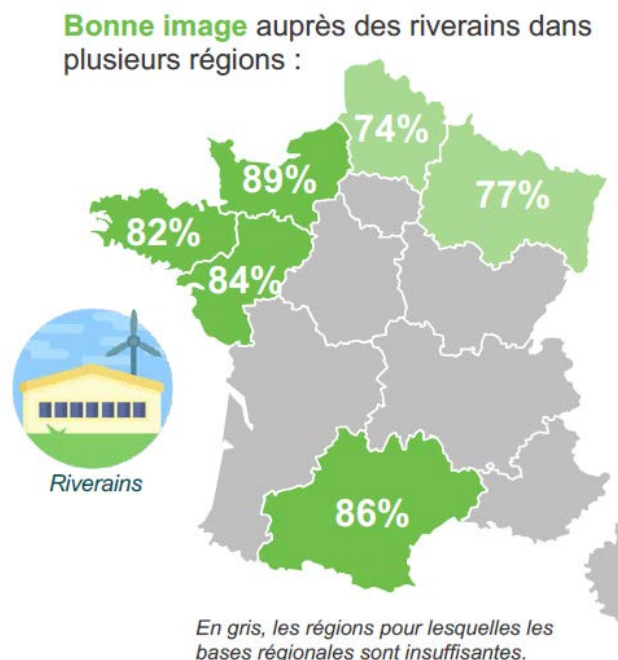 Bonne image auprès des riverains dans
plusieurs régions :
74%
89%
77%
82%
84%
Riverains
86%
En gris, les régions pour lesquelles les
bases régionales sont insuffisantes.